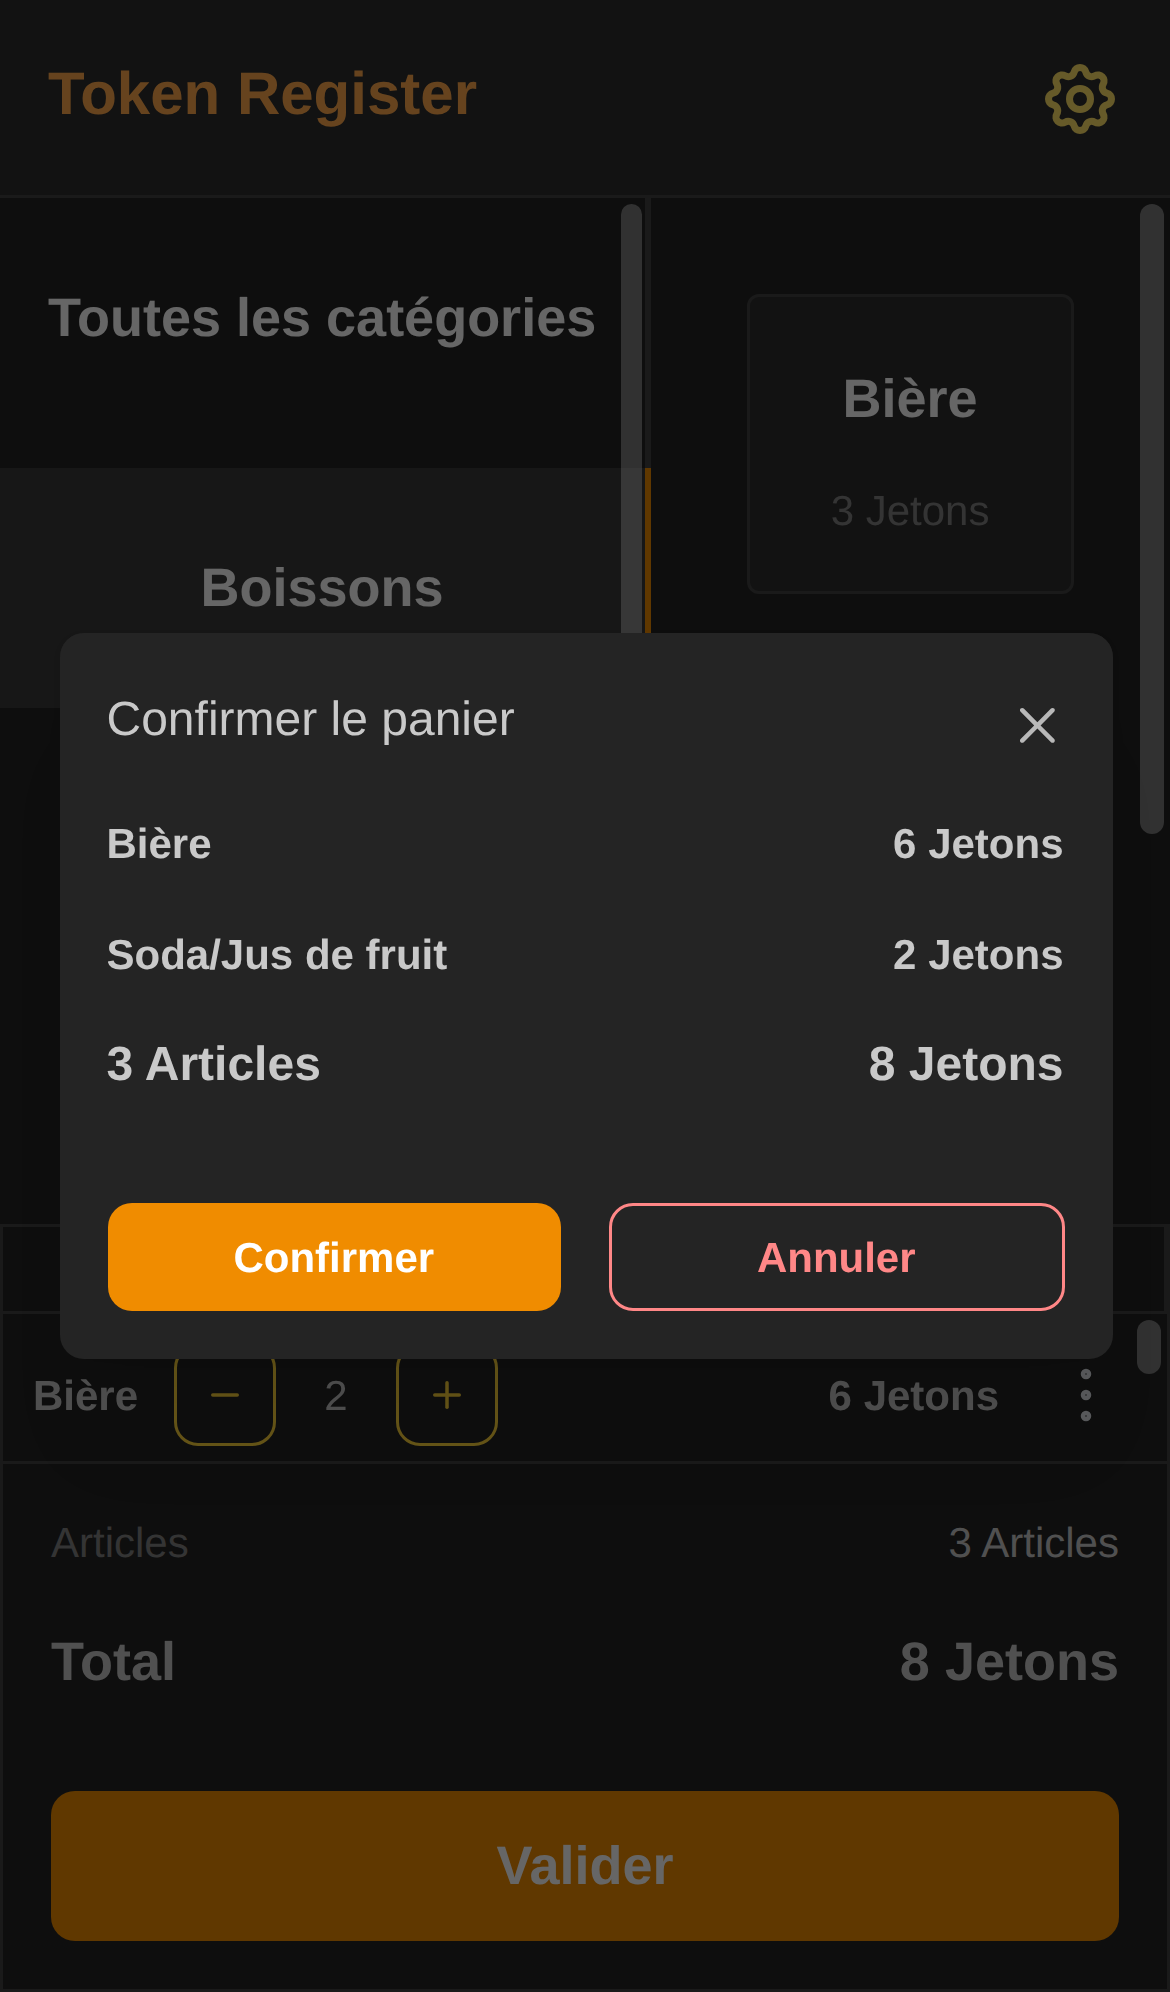 Token Register
Toutes les catégories
Bière
3 Jetons
Boissons
Confirmer le panier
Bière 6 Jetons
Soda/Jus de fruit 2 Jetons
3 Articles 8 Jetons
Confirmer Annuler
Bière 2 6 Jetons
Articles 3 Articles
Total 8 Jetons
Valider